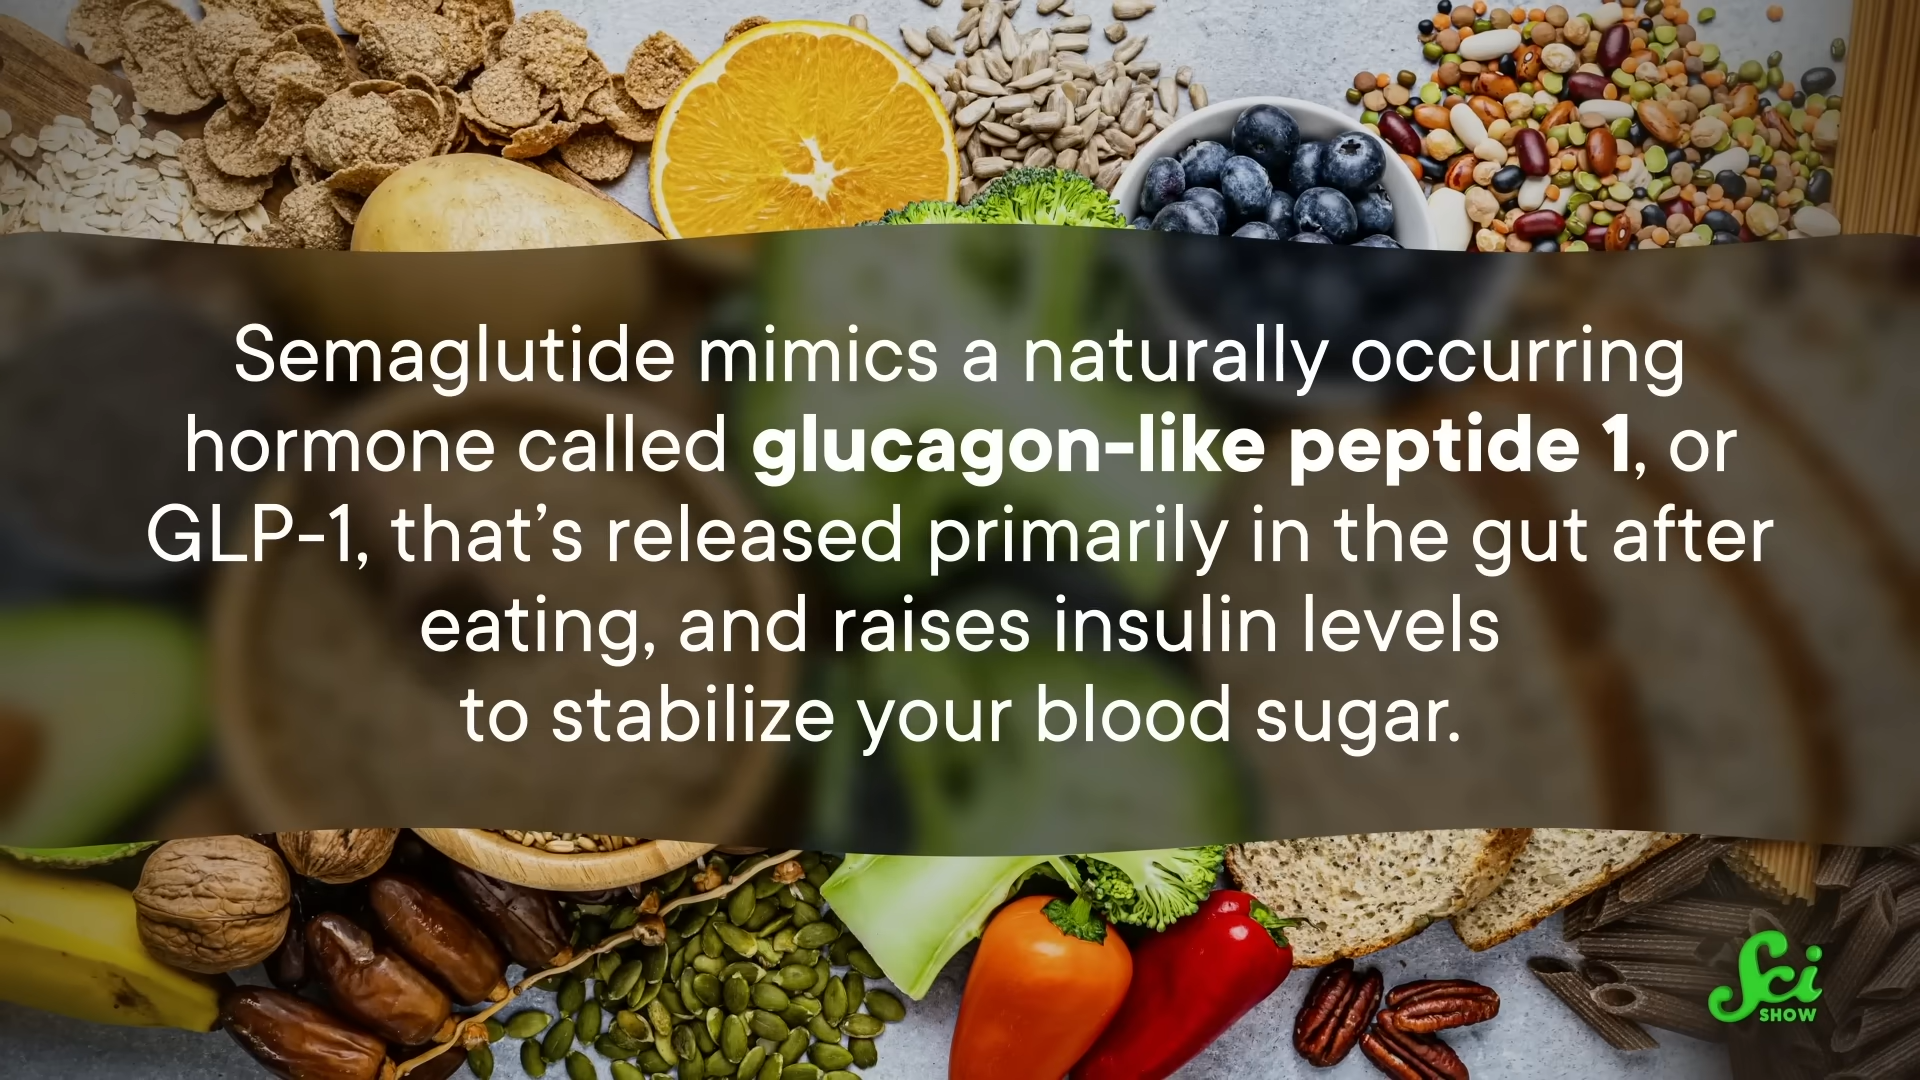 Semaglutide mimics a naturally occurring
hormone called glucagon-like peptide 1, or
GLP-1, that’s released primarily in the gut after
eating, and raises insulin levels
to stabilize your blood sugar.
Sci
SHOW